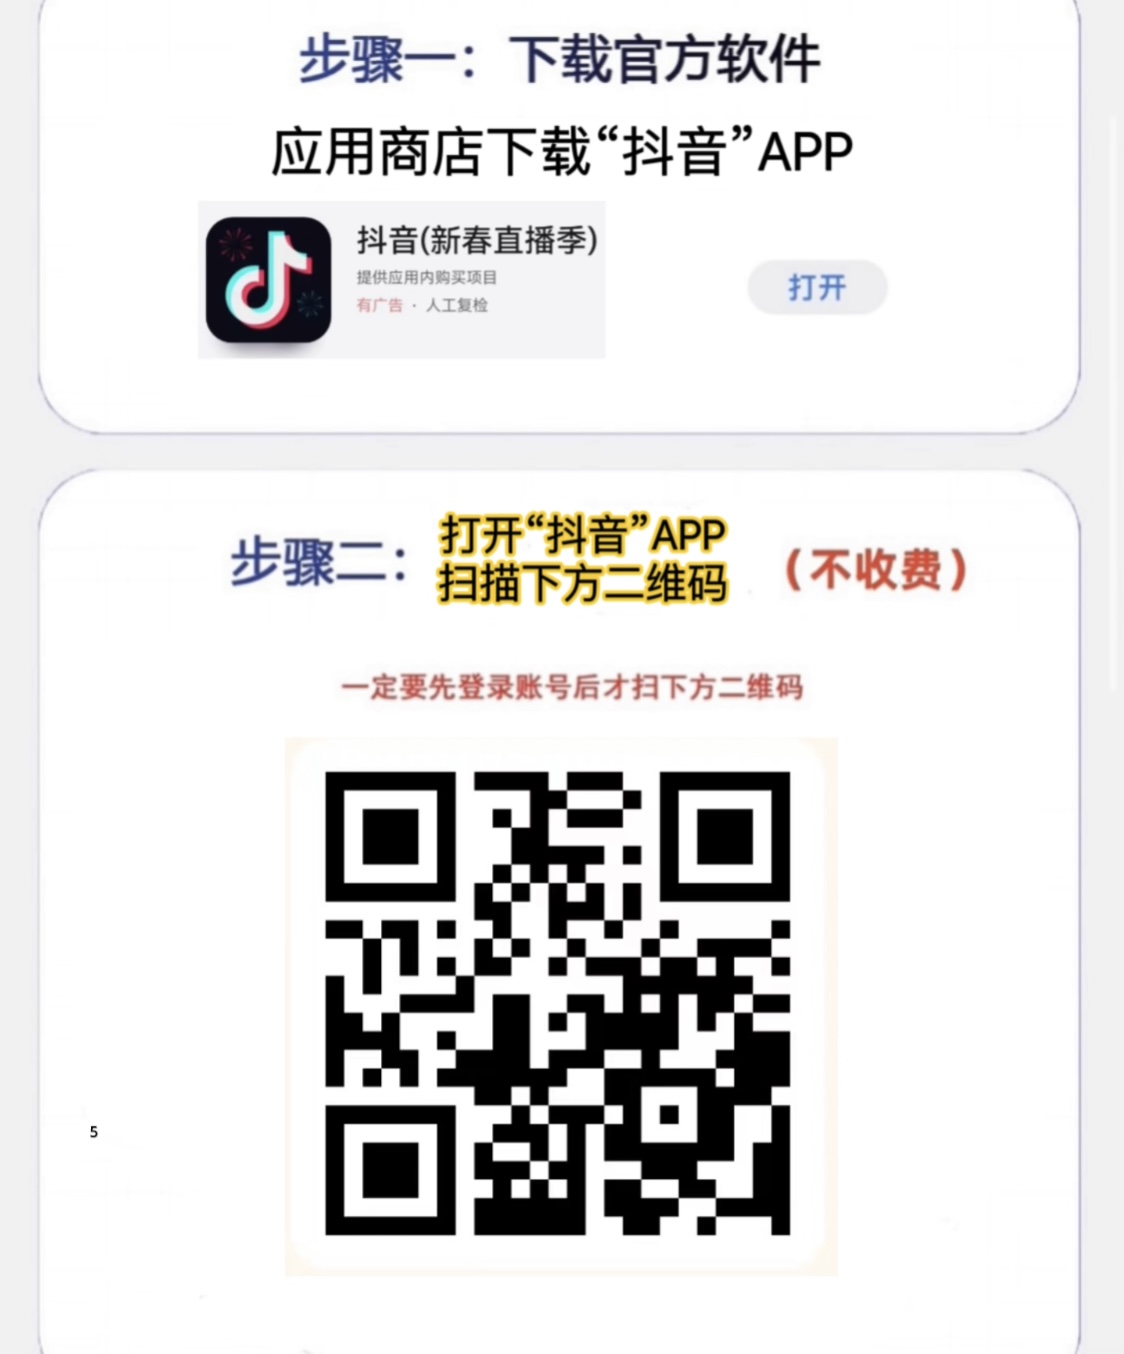 步骤一：下载官方软件
应用商店下载“抖音”APP
抖音(新春直播季)
提供应用内购买项目
有广告 · 人工复检
打开
步骤二：
打开“抖音”APP
扫描下方二维码
（不收费）
一定要先登录账号后才扫下方二维码
5